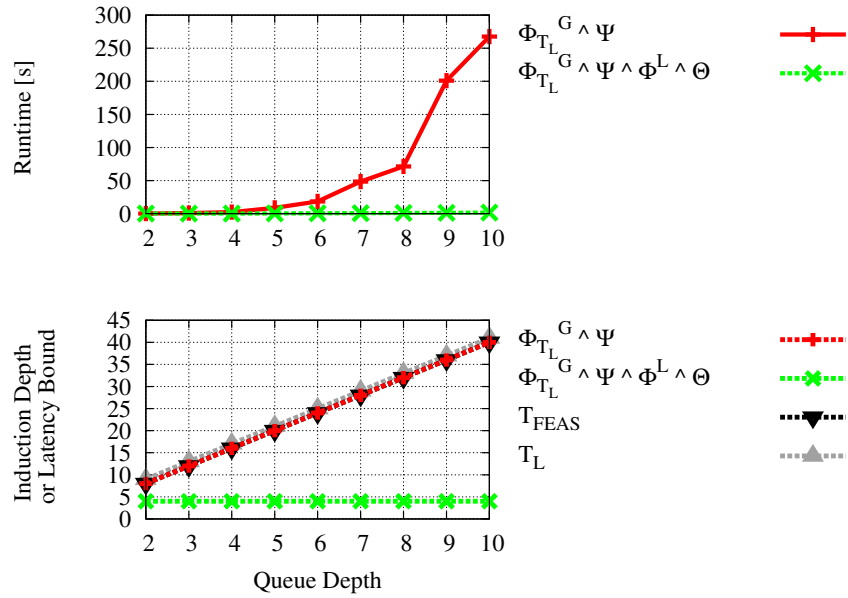 Runtime [s]
300
250
200
150
100
50
0
2 3 4 5 6 7 8 9 10
Φ_{T_L}^G ∧ Ψ
Φ_{T_L}^G ∧ Ψ ∧ Φ^L ∧ Θ
Induction Depth
or Latency Bound
45
40
35
30
25
20
15
10
5
0
2 3 4 5 6 7 8 9 10
Queue Depth
Φ_{T_L}^G ∧ Ψ
Φ_{T_L}^G ∧ Ψ ∧ Φ^L ∧ Θ
T_{FEAS}
T_L